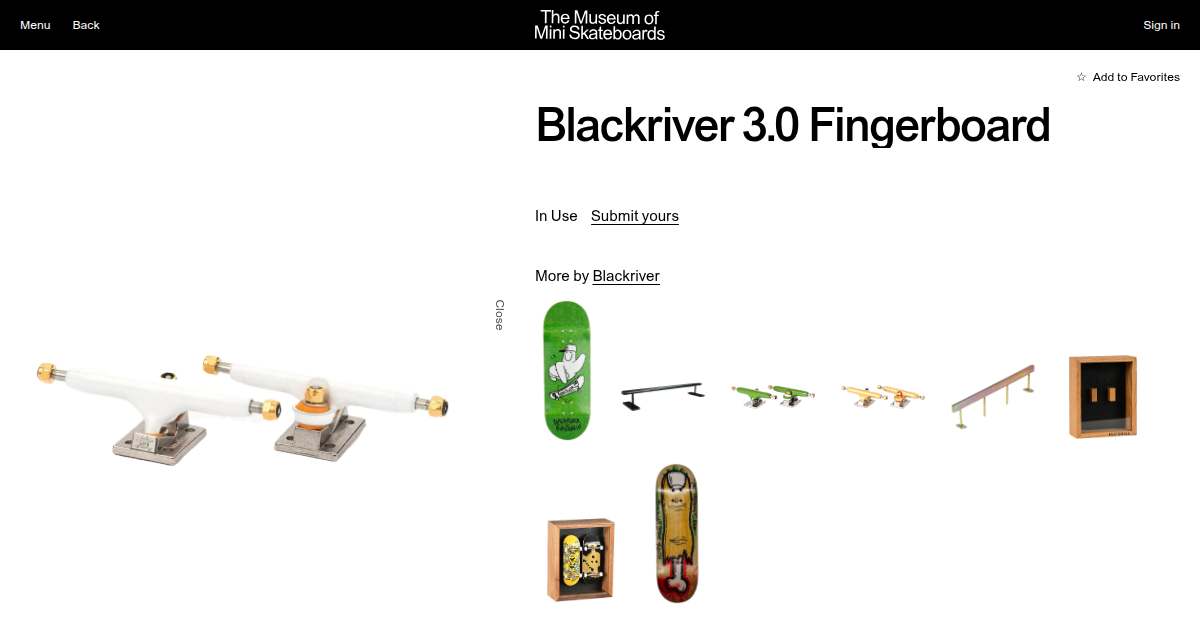 Menu
Back
The Museum of
Mini Skateboards
Sign in
☆ Add to Favorites
Blackriver 3.0 Fingerboard
In Use
Submit yours
More by Blackriver
Close